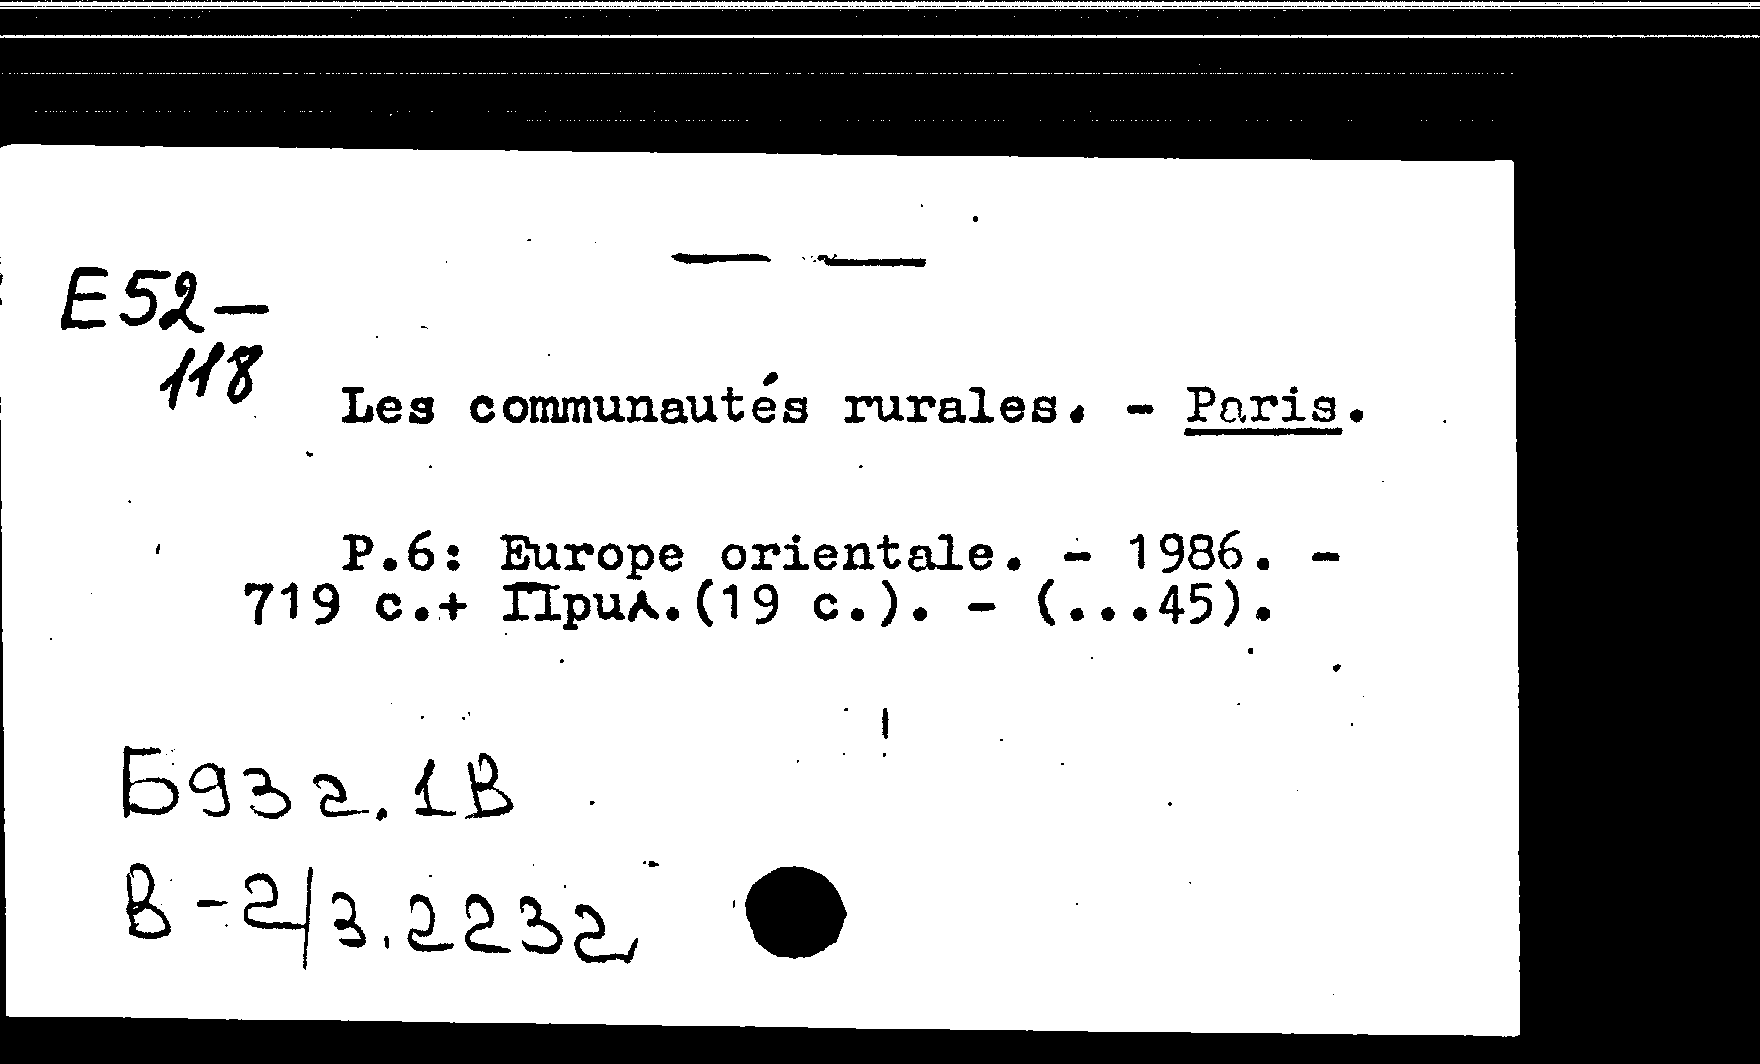 E52–
118
Les communautés rurales. - Paris.
P.6: Europe orientale. - 1986. -
719 с.+ Прил.(19 с.). - (...45).
Б932.1В
В-2/3.2232